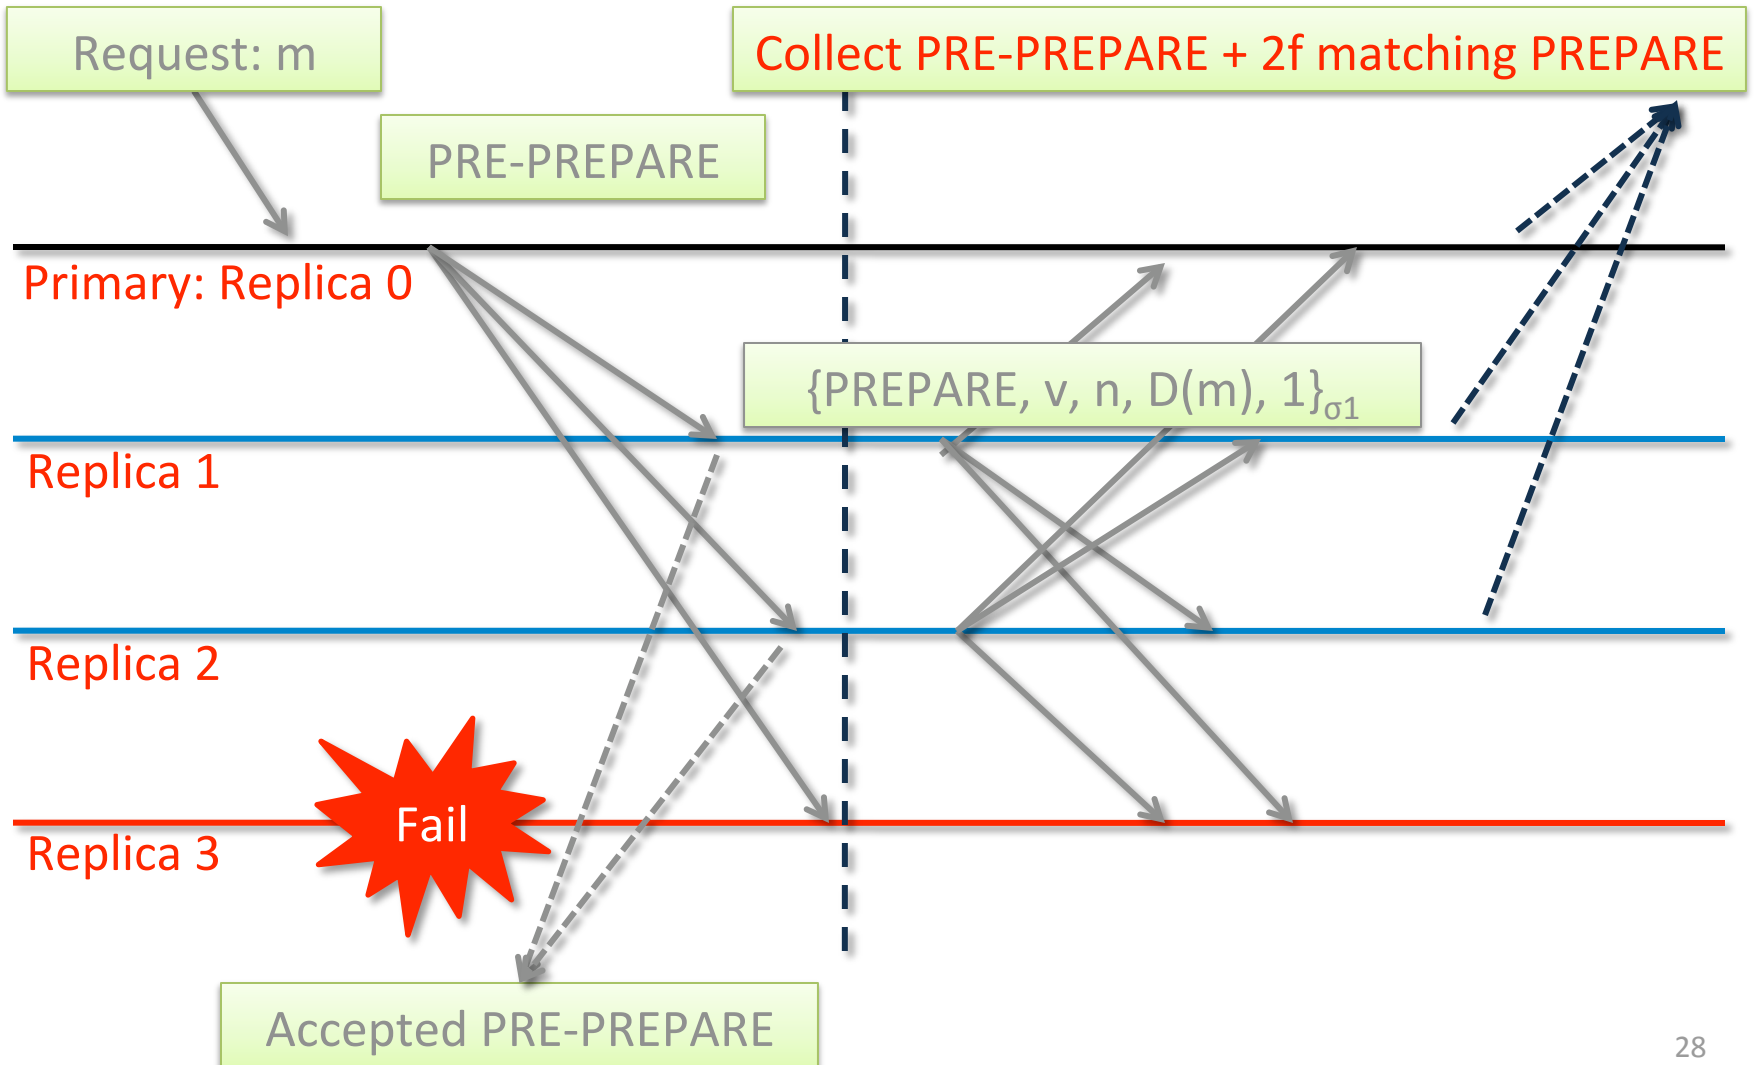 Request: m
Collect PRE-PREPARE + 2f matching PREPARE
PRE-PREPARE
Primary: Replica 0
{PREPARE, v, n, D(m), 1}σ1
Replica 1
Replica 2
Fail
Replica 3
Accepted PRE-PREPARE
28